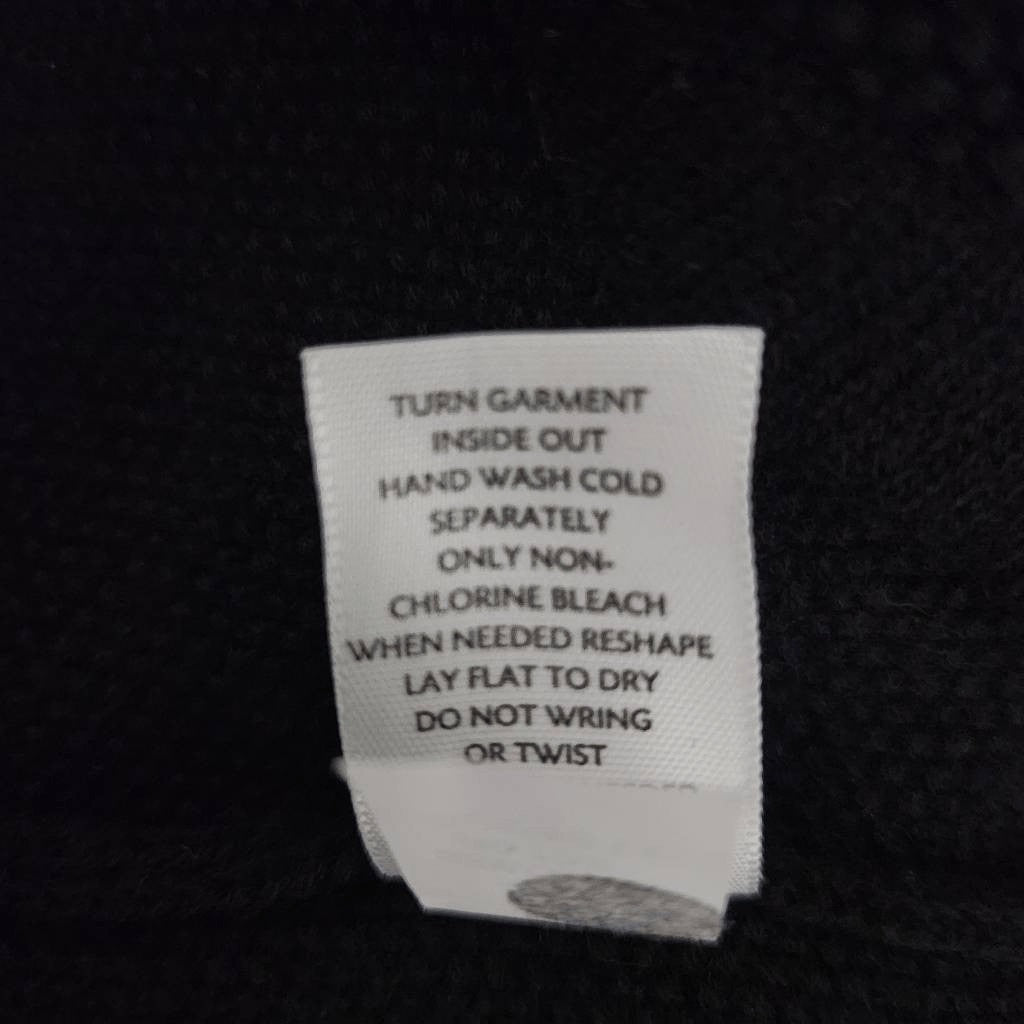 TURN GARMENT
INSIDE OUT
HAND WASH COLD
SEPARATELY
ONLY NON-
CHLORINE BLEACH
WHEN NEEDED RESHAPE
LAY FLAT TO DRY
DO NOT WRING
OR TWIST